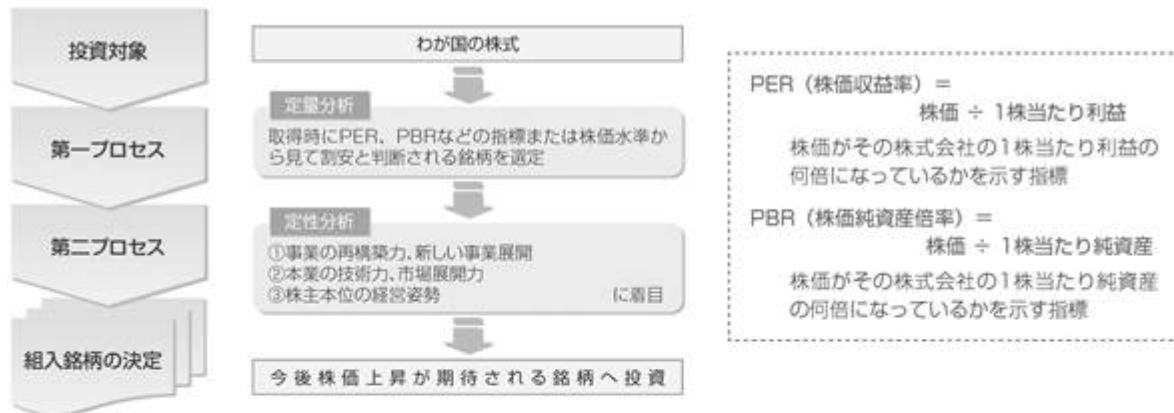 投資対象
わが国の株式
第一プロセス
定量分析
取得時にPER、PBRなどの指標または株価水準か
ら見て割安と判断される銘柄を選定
第二プロセス
定性分析
①事業の再構築力、新しい事業展開
②本業の技術力、市場展開力
③株主本位の経営姿勢 に着目
組入銘柄の決定
今後株価上昇が期待される銘柄へ投資
PER（株価収益率）＝
株価 ÷ 1株当たり利益
株価がその株式会社の1株当たり利益の
何倍になっているかを示す指標
PBR（株価純資産倍率）＝
株価 ÷ 1株当たり純資産
株価がその株式会社の1株当たり純資産
の何倍になっているかを示す指標